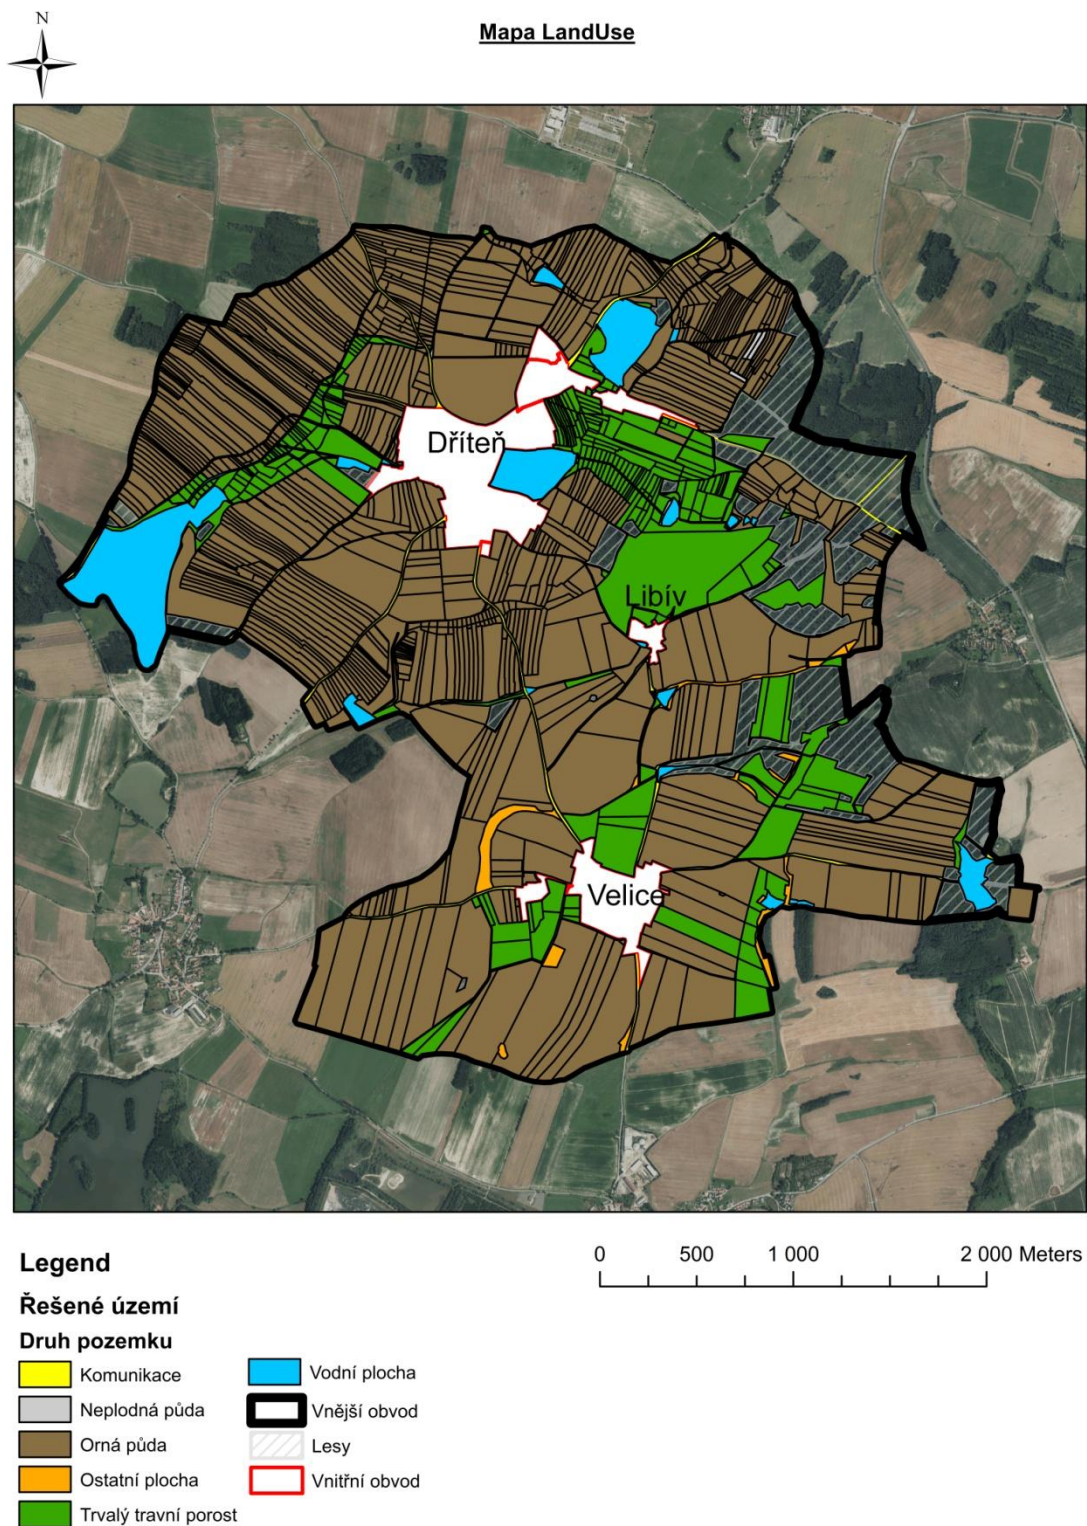 N
Mapa LandUse
Dříteň
Libív
Velice
Legend
0 500 1 000 2 000 Meters
Řešené území
Druh pozemku
Komunikace
Neplodná půda
Orná půda
Ostatní plocha
Trvalý travní porost
Vodní plocha
Vnější obvod
Lesy
Vnitřní obvod